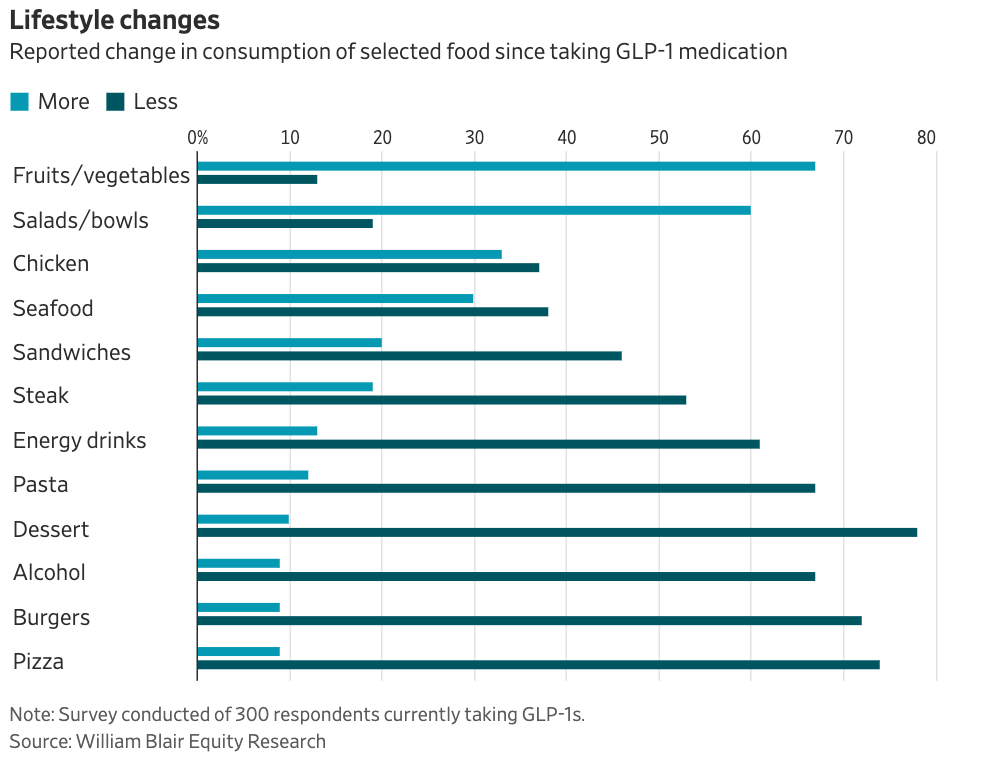 Lifestyle changes
Reported change in consumption of selected food since taking GLP-1 medication
More Less
0% 10 20 30 40 50 60 70 80
Fruits/vegetables
Salads/bowls
Chicken
Seafood
Sandwiches
Steak
Energy drinks
Pasta
Dessert
Alcohol
Burgers
Pizza
Note: Survey conducted of 300 respondents currently taking GLP-1s.
Source: William Blair Equity Research